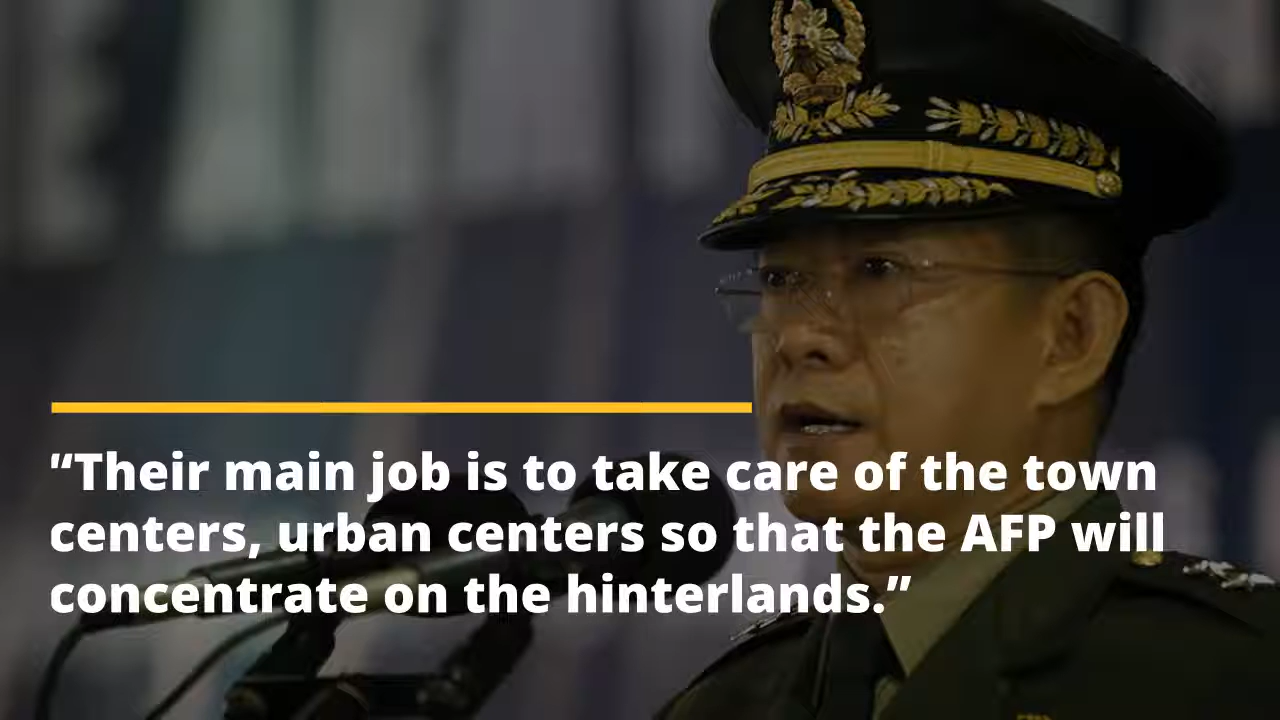 “Their main job is to take care of the town
centers, urban centers so that the AFP will
concentrate on the hinterlands.”